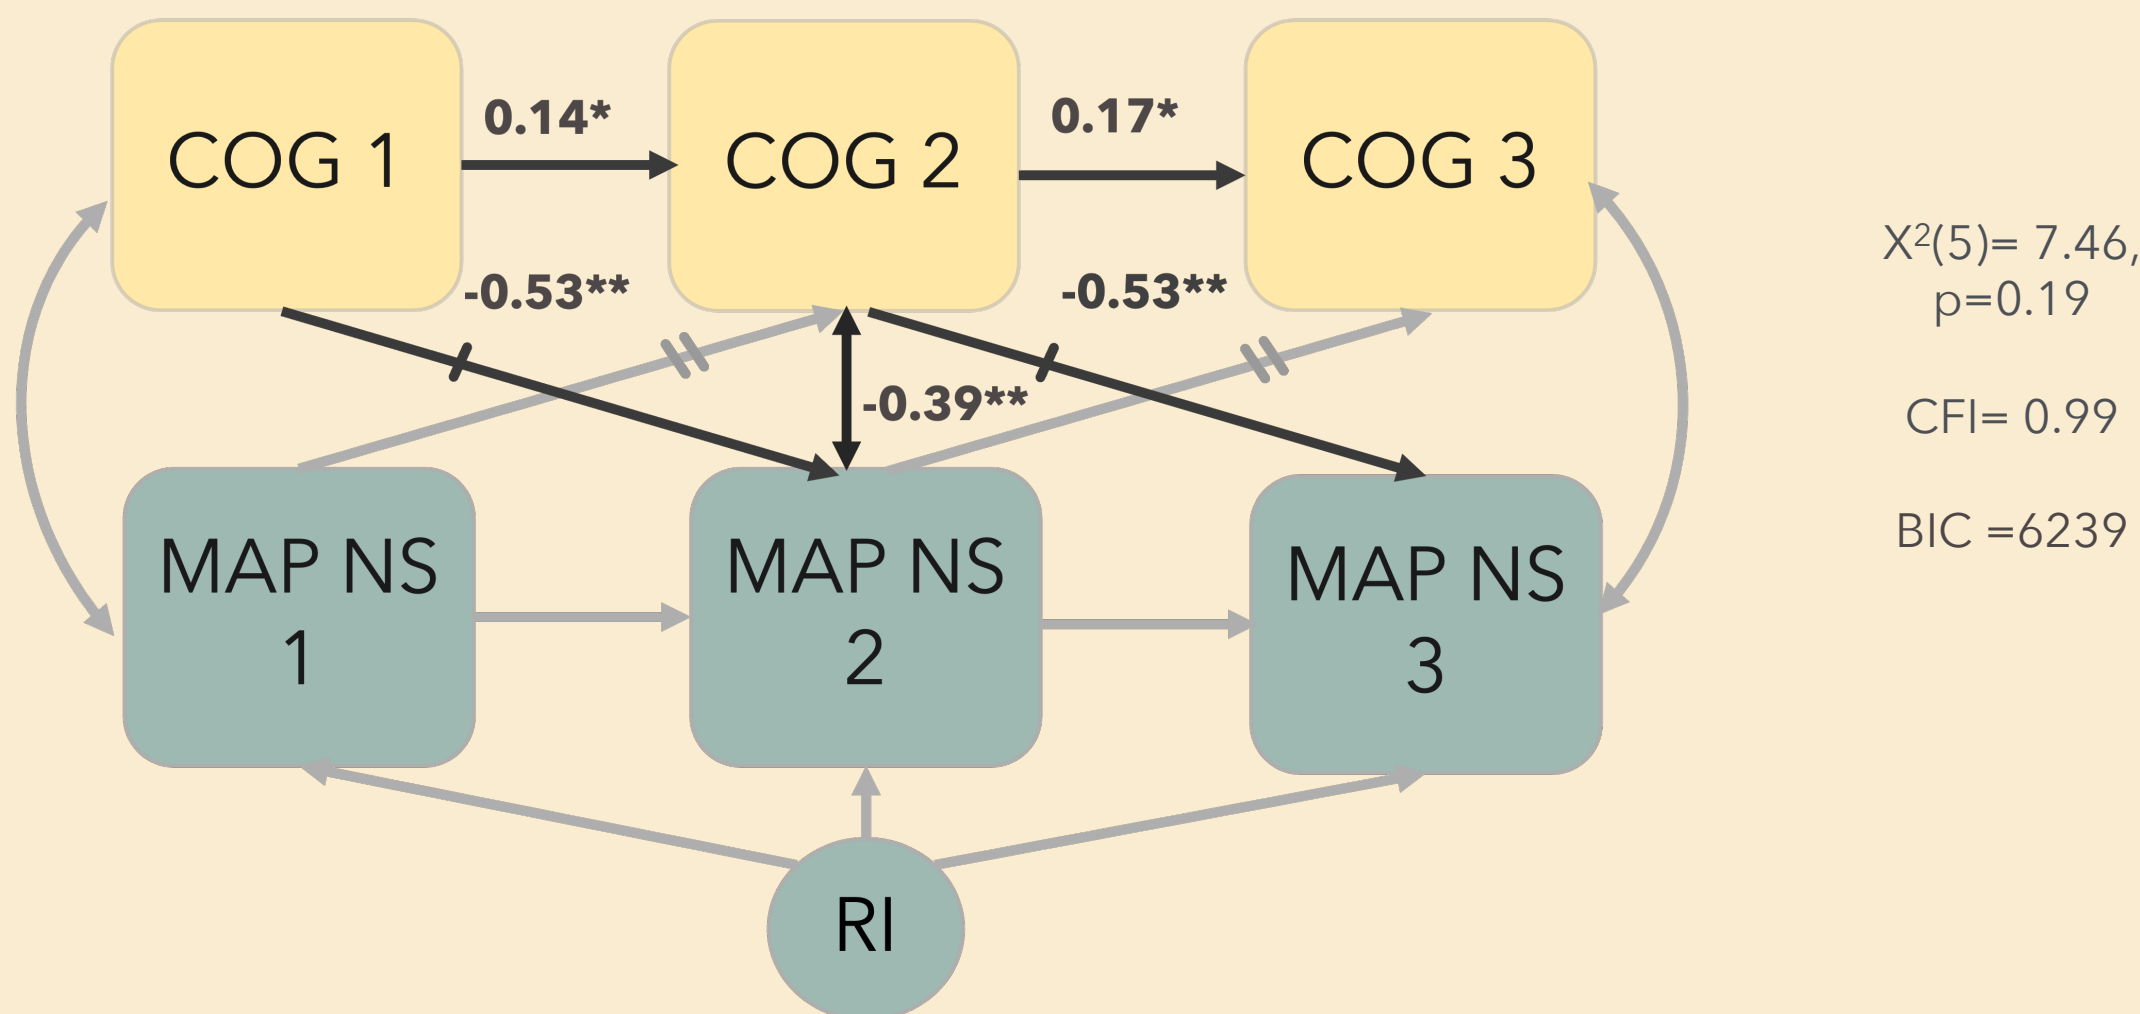 COG 1
0.14*
COG 2
0.17*
COG 3
-0.53**
-0.53**
-0.39**
MAP NS
1
MAP NS
2
MAP NS
3
RI
X²(5)= 7.46,
p=0.19
CFI= 0.99
BIC =6239